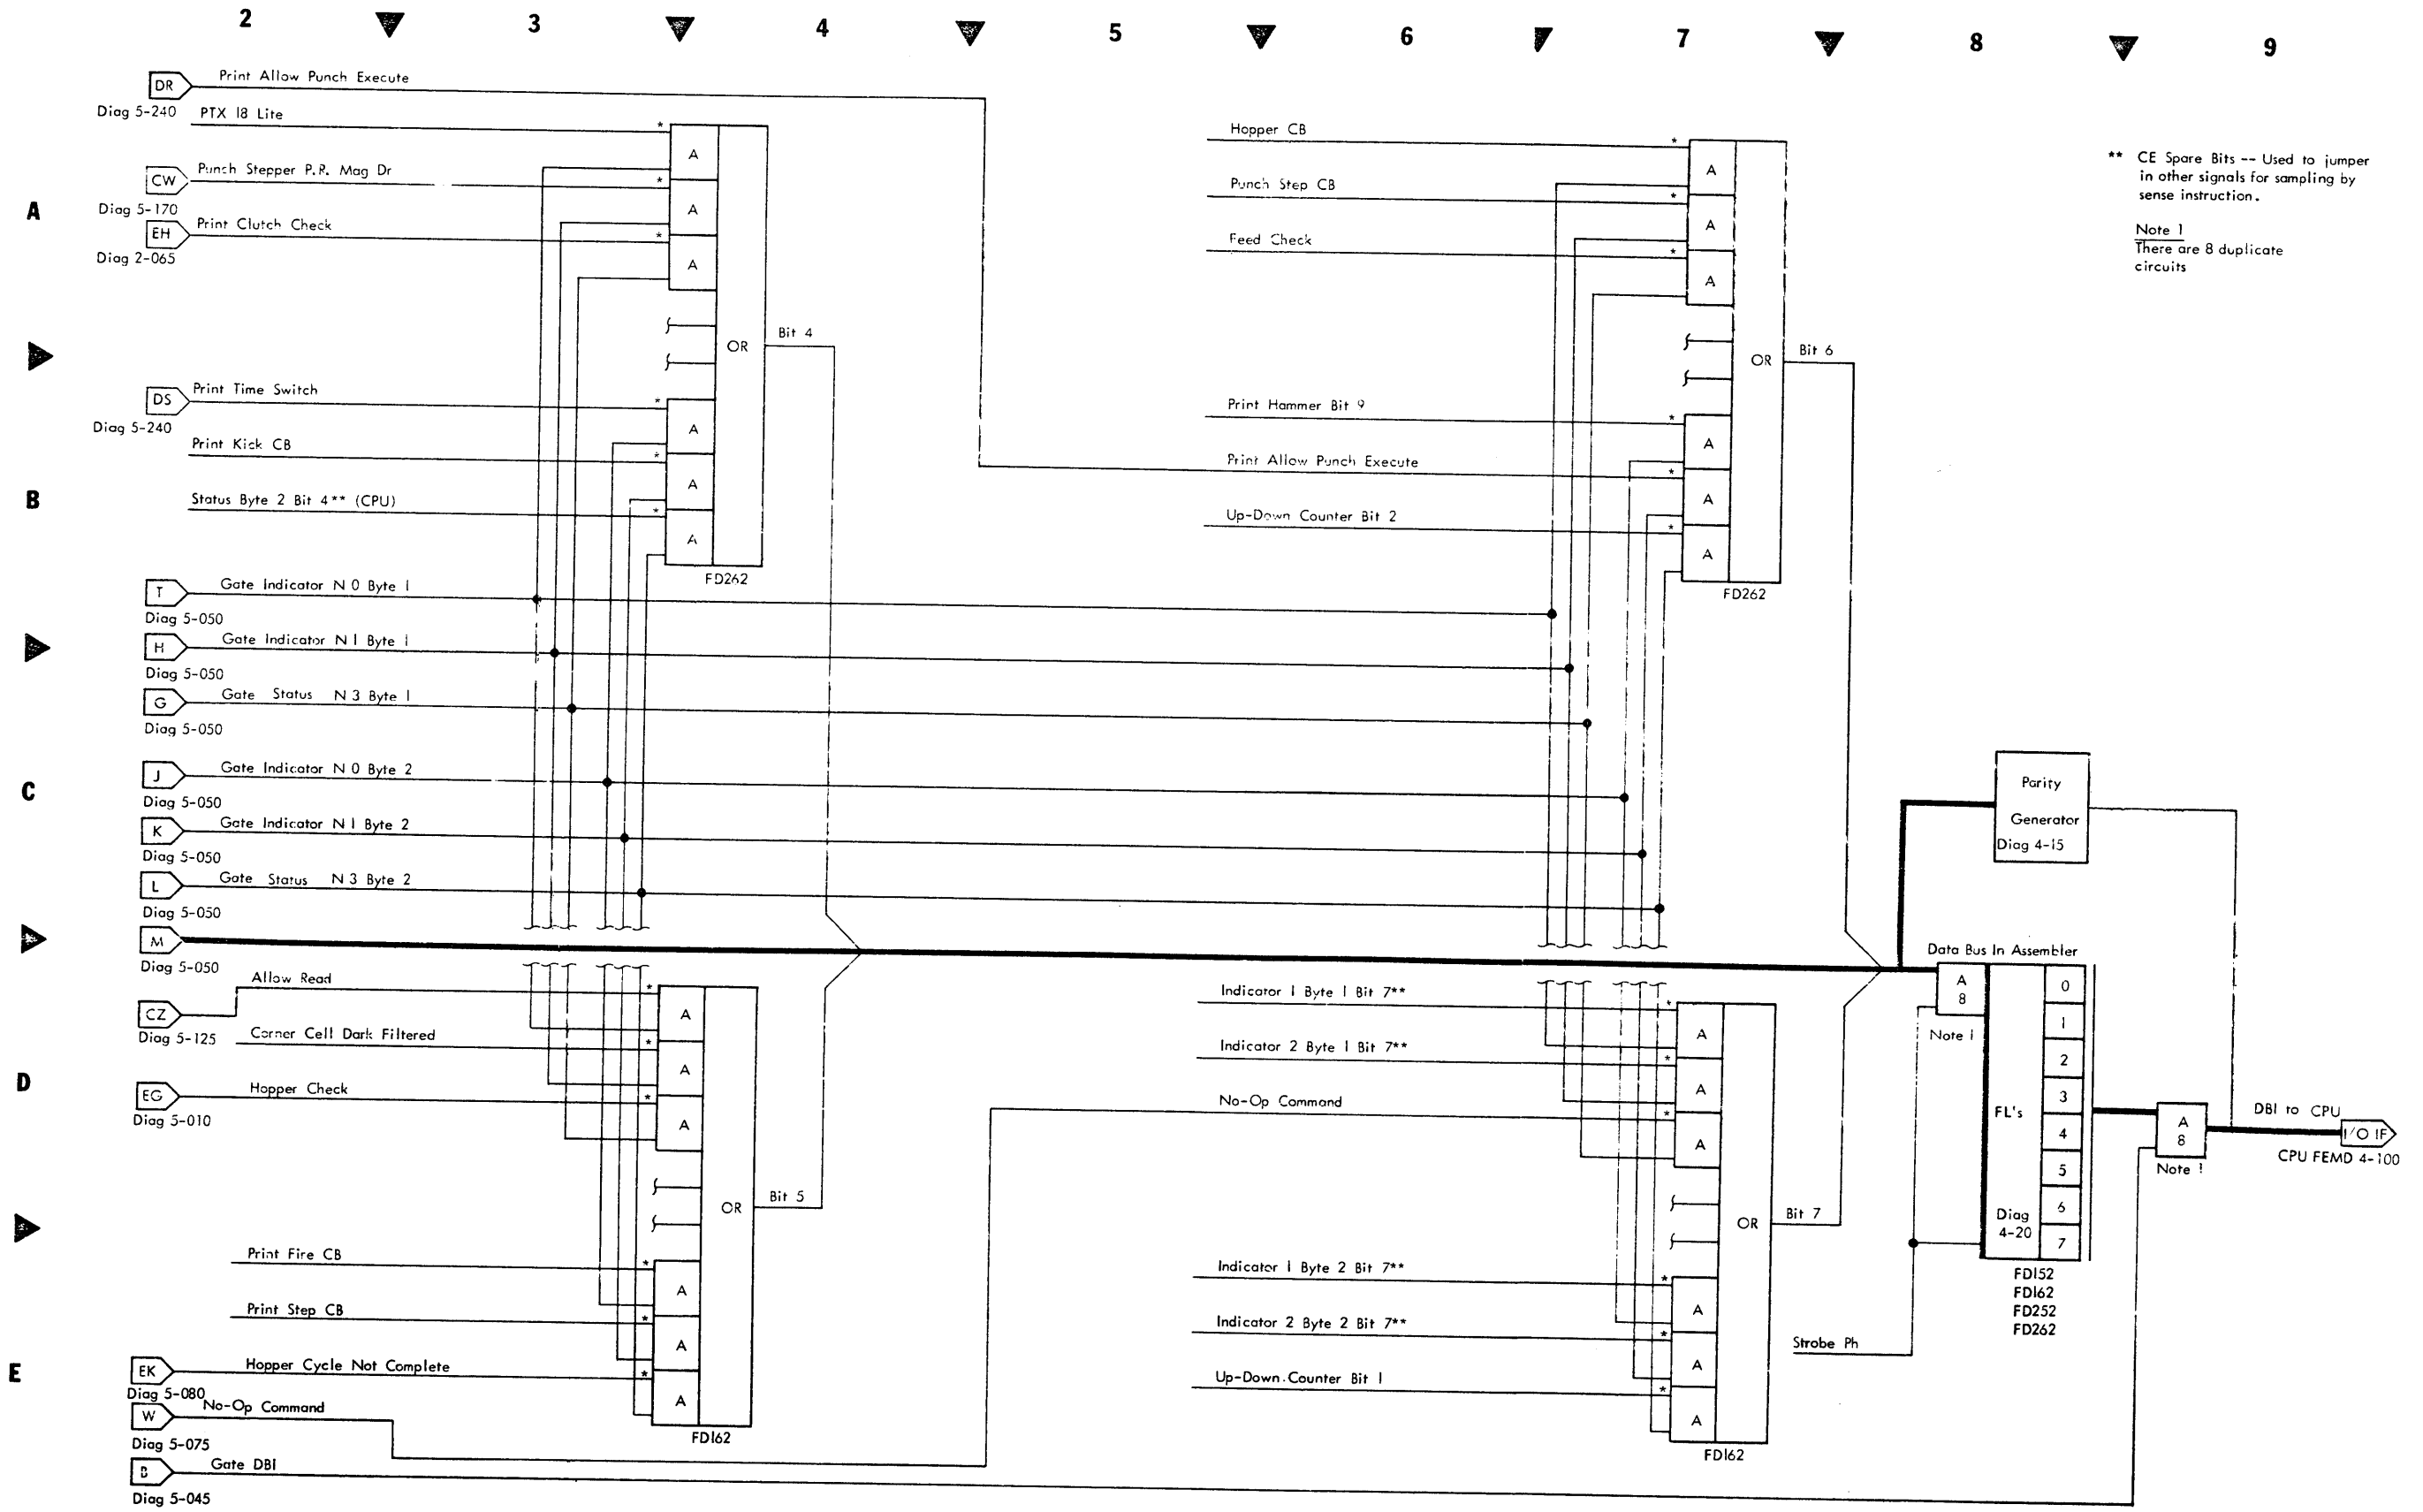 2 3 4 5 6 7 8 9
DR
Print Allow Punch Execute
Diag 5-240
PTX 18 Lite
*
CW
Punch Stepper P.R. Mag Dr
*
Diag 5-170
EH
Print Clutch Check
*
Diag 2-065
A
A
A
A
OR
Bit 4
DS
Print Time Switch
*
Diag 5-240
Print Kick CB
*
Status Byte 2 Bit 4** (CPU)
*
A
A
A
FD262
B
Hopper CB
*
Punch Step CB
*
Feed Check
*
A
A
A
OR
Bit 6
Print Hammer Bit 9
*
Print Allow Punch Execute
*
Up-Down Counter Bit 2
*
A
A
A
FD262
** CE Spare Bits -- Used to jumper
in other signals for sampling by
sense instruction.
Note 1
There are 8 duplicate
circuits
T
Gate Indicator N 0 Byte 1
Diag 5-050
H
Gate Indicator N 1 Byte 1
Diag 5-050
G
Gate Status N 3 Byte 1
Diag 5-050
C
J
Gate Indicator N 0 Byte 2
Diag 5-050
K
Gate Indicator N 1 Byte 2
Diag 5-050
L
Gate Status N 3 Byte 2
Diag 5-050
M
Diag 5-050
Parity
Generator
Diag 4-15
D
Allow Read
*
CZ
Diag 5-125
Corner Cell Dark Filtered
*
EG
Hopper Check
*
Diag 5-010
A
A
A
OR
Bit 5
Print Fire CB
*
Print Step CB
*
E
EK
Hopper Cycle Not Complete
*
Diag 5-080
A
A
A
FD162
W
No-Op Command
Diag 5-075
B
Gate DBI
Diag 5-045
Indicator 1 Byte 1 Bit 7**
*
Indicator 2 Byte 1 Bit 7**
*
No-Op Command
*
A
A
A
OR
Bit 7
Indicator 1 Byte 2 Bit 7**
*
Indicator 2 Byte 2 Bit 7**
*
Up-Down Counter Bit 1
*
A
A
A
FD162
Data Bus In Assembler
A
8
Note 1
FL's
Diag
4-20
0
1
2
3
4
5
6
7
FD152
FD162
FD252
FD262
Strobe Ph
A
8
Note 1
DBI to CPU
I/O IF
CPU FEMD 4-100